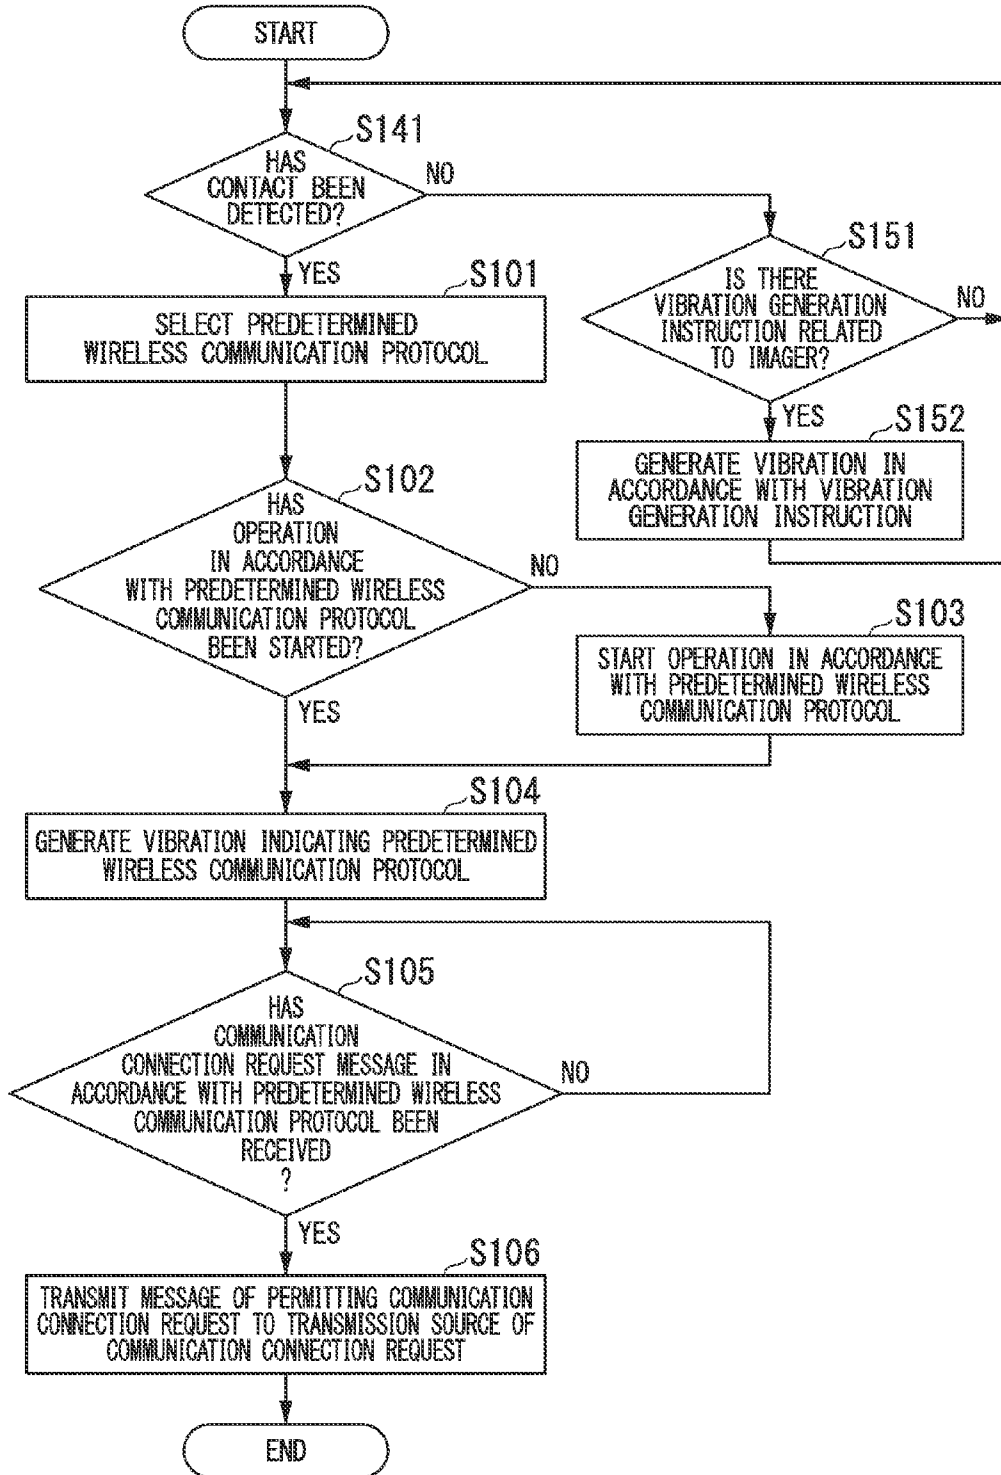 START
S141
HAS
CONTACT BEEN
DETECTED?
NO
YES
S151
IS THERE
VIBRATION GENERATION
INSTRUCTION RELATED
TO IMAGER?
NO
YES
S101
SELECT PREDETERMINED
WIRELESS COMMUNICATION PROTOCOL
S152
GENERATE VIBRATION IN
ACCORDANCE WITH VIBRATION
GENERATION INSTRUCTION
S102
HAS
OPERATION
IN ACCORDANCE
WITH PREDETERMINED WIRELESS
COMMUNICATION PROTOCOL
BEEN STARTED?
NO
YES
S103
START OPERATION IN ACCORDANCE
WITH PREDETERMINED WIRELESS
COMMUNICATION PROTOCOL
S104
GENERATE VIBRATION INDICATING PREDETERMINED
WIRELESS COMMUNICATION PROTOCOL
S105
HAS
COMMUNICATION
CONNECTION REQUEST MESSAGE IN
ACCORDANCE WITH PREDETERMINED WIRELESS
COMMUNICATION PROTOCOL BEEN
RECEIVED
?
NO
YES
S106
TRANSMIT MESSAGE OF PERMITTING COMMUNICATION
CONNECTION REQUEST TO TRANSMISSION SOURCE OF
COMMUNICATION CONNECTION REQUEST
END